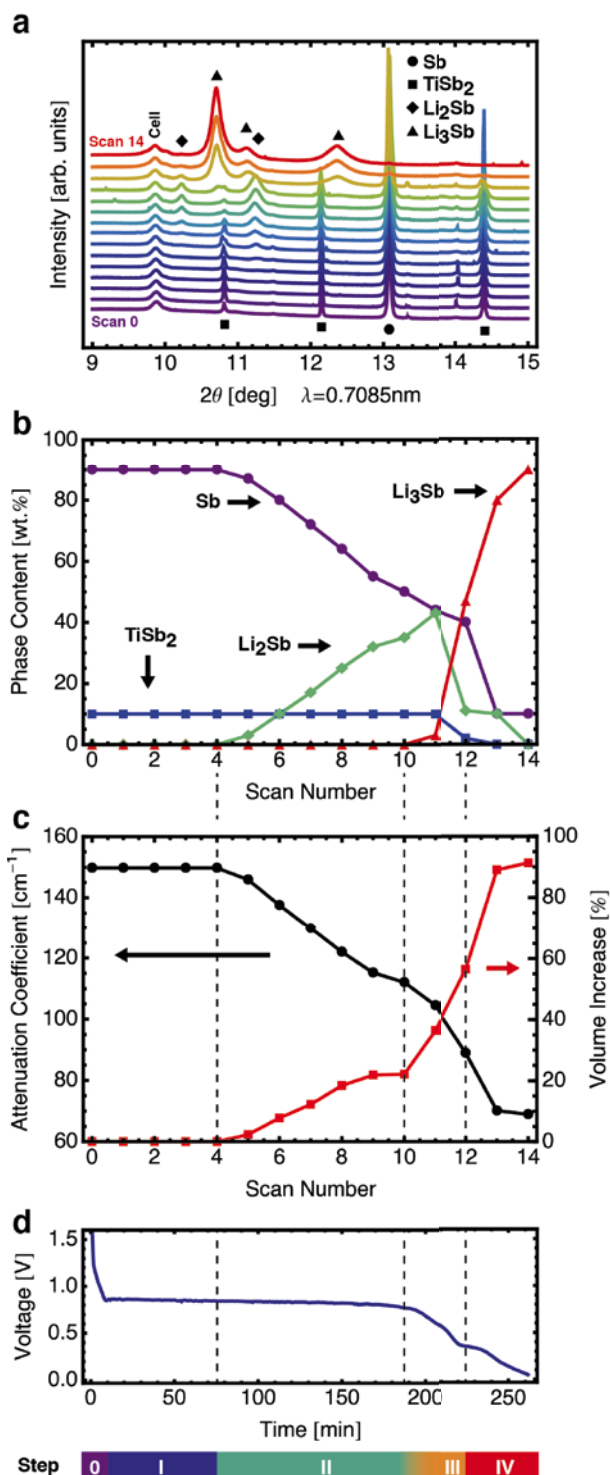 a
Intensity [arb. units]
Scan 14
Cell
Scan 0
● Sb
■ TiSb₂
◆ Li₂Sb
▲ Li₃Sb
9 10 11 12 13 14 15
2θ [deg] λ=0.7085nm
b
Phase Content [wt.%]
100
80
60
40
20
0
Sb
Li₃Sb
TiSb₂
Li₂Sb
0 2 4 6 8 10 12 14
Scan Number
c
Attenuation Coefficient [cm⁻¹]
160
140
120
100
80
60
100
80
60
40
20
0
Volume Increase [%]
0 2 4 6 8 10 12 14
Scan Number
d
Voltage [V]
1.5
1.0
0.5
0.0
0 50 100 150 200 250
Time [min]
Step 0 I II III IV